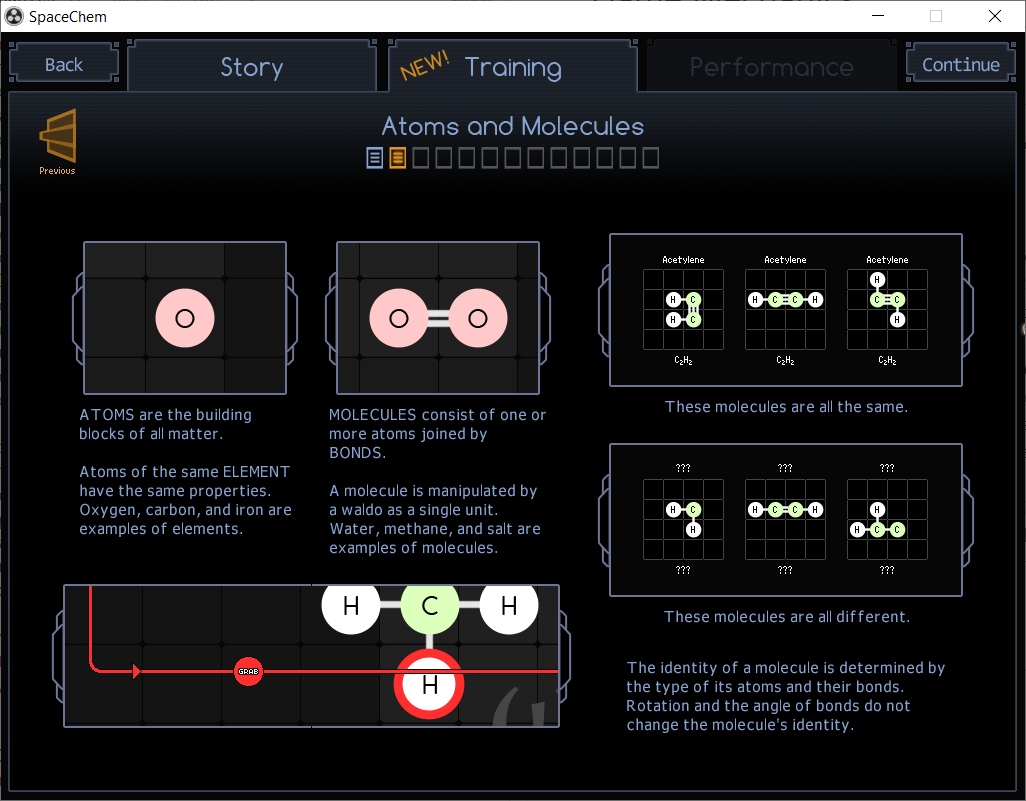 SpaceChem
Back
Story
NEW! Training
Performance
Continue
Previous
Atoms and Molecules
O
O O
ATOMS are the building
blocks of all matter.
Atoms of the same ELEMENT
have the same properties.
Oxygen, carbon, and iron are
examples of elements.
MOLECULES consist of one or
more atoms joined by
BONDS.
A molecule is manipulated by
a waldo as a single unit.
Water, methane, and salt are
examples of molecules.
H C H
GRAB
H
Acetylene Acetylene Acetylene
H
H C H C C H C C
H C H
C₂H₂ C₂H₂ C₂H₂
These molecules are all the same.
??? ??? ???
H C H C C H H
H H C C
??? ??? ???
These molecules are all different.
The identity of a molecule is determined by
the type of its atoms and their bonds.
Rotation and the angle of bonds do not
change the molecule's identity.